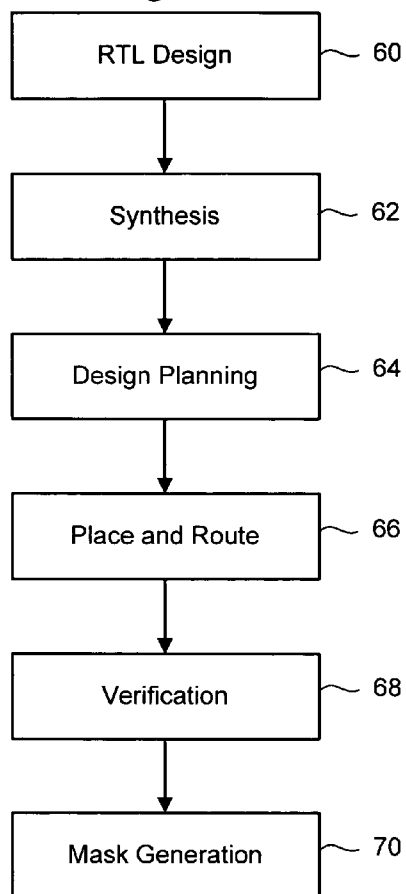 RTL Design 60
Synthesis 62
Design Planning 64
Place and Route 66
Verification 68
Mask Generation 70